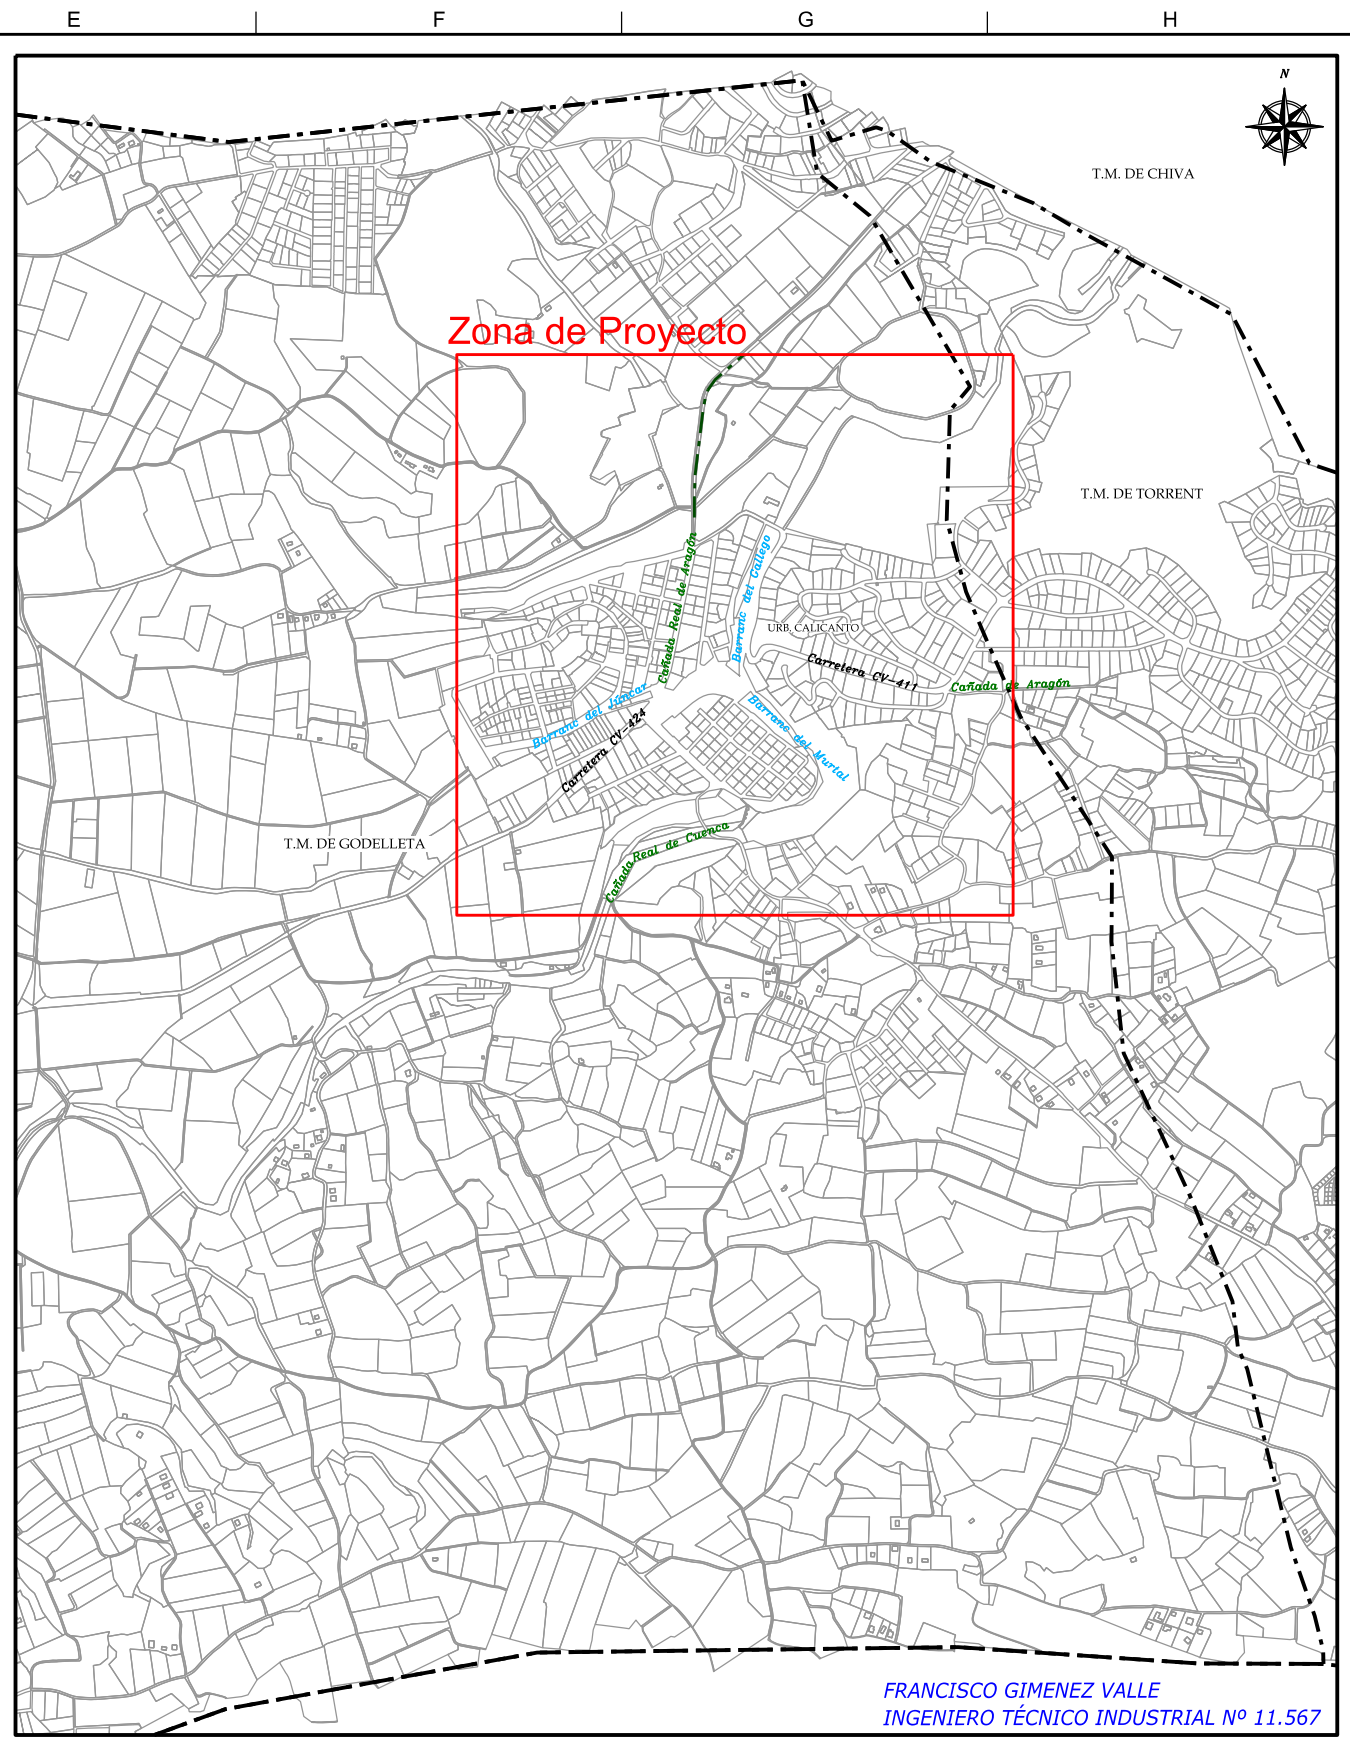 E
F
G
H
N
T.M. DE CHIVA
Zona de Proyecto
T.M. DE TORRENT
Cañada Real de Aragón
Barranc del Gallego
URB. CALICANTO
Carretera CV-411
Cañada de Aragón
Barranc del Júncar
Carretera CV-424
Barranc del Murtal
T.M. DE GODELLETA
Cañada Real de Cuenca
FRANCISCO GIMENEZ VALLE
INGENIERO TÉCNICO INDUSTRIAL Nº 11.567